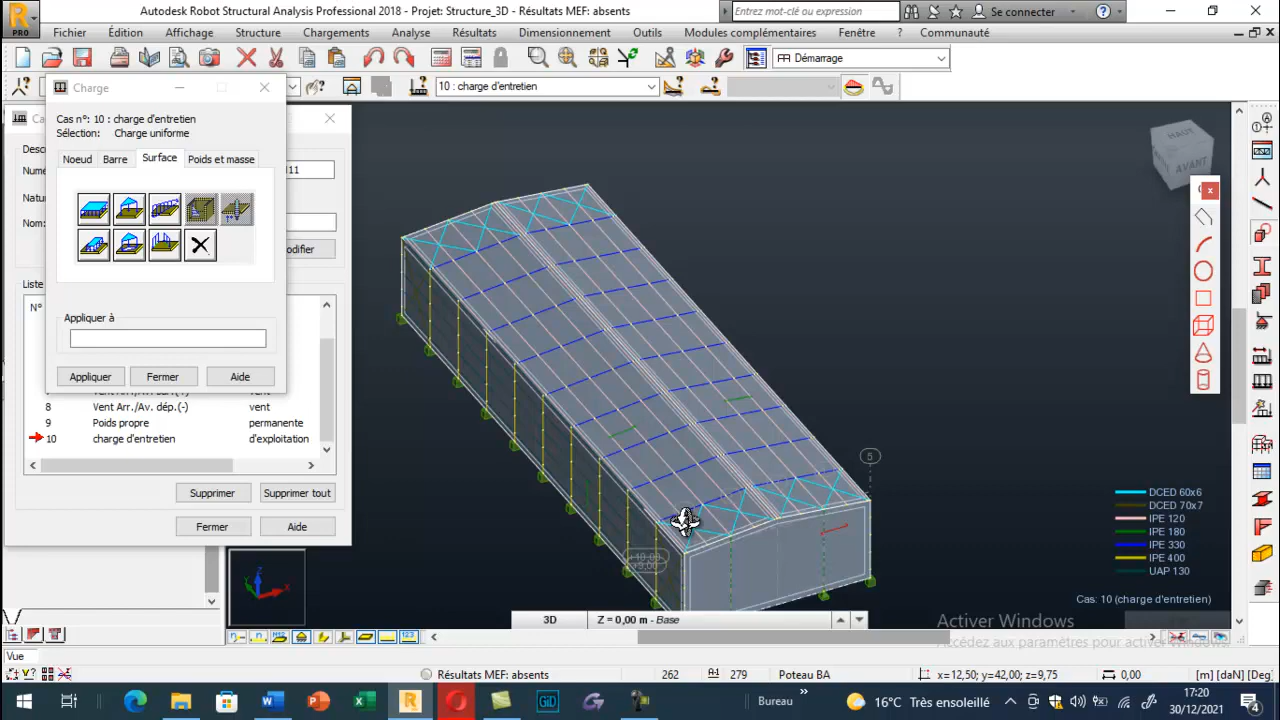 Autodesk Robot Structural Analysis Professional 2018 - Projet: Structure_3D - Résultats MEF: absents
Entrez mot-clé ou expression
Se connecter
PRO
Fichier Édition Affichage Structure Chargements Analyse Résultats Dimensionnement Outils Modules complémentaires Fenêtre ? Communauté
Démarrage
10 : charge d'entretien
Charge
Cas n°: 10 : charge d'entretien
Sélection: Charge uniforme
Noeud Barre Surface Poids et masse
Appliquer à
Appliquer Fermer Aide
Nom:
Liste
N°
8 Vent Arr./Av. dép.(-) vent
9 Poids propre permanente
10 charge d'entretien d'exploitation
Supprimer Supprimer tout
Fermer Aide
HAUT
AVANT
5
DCED 60x6
DCED 70x7
IPE 120
IPE 180
IPE 330
IPE 400
UAP 130
Cas: 10 (charge d'entretien)
3D Z = 0,00 m - Base
Activer Windows
Accédez aux paramètres pour activer Windows.
Vue
Résultats MEF: absents 262 279 Poteau BA x=12,50; y=42,00; z=9,75 0,00 [m] [daN] [Deg]
Bureau
16°C Très ensoleillé
17:20
30/12/2021